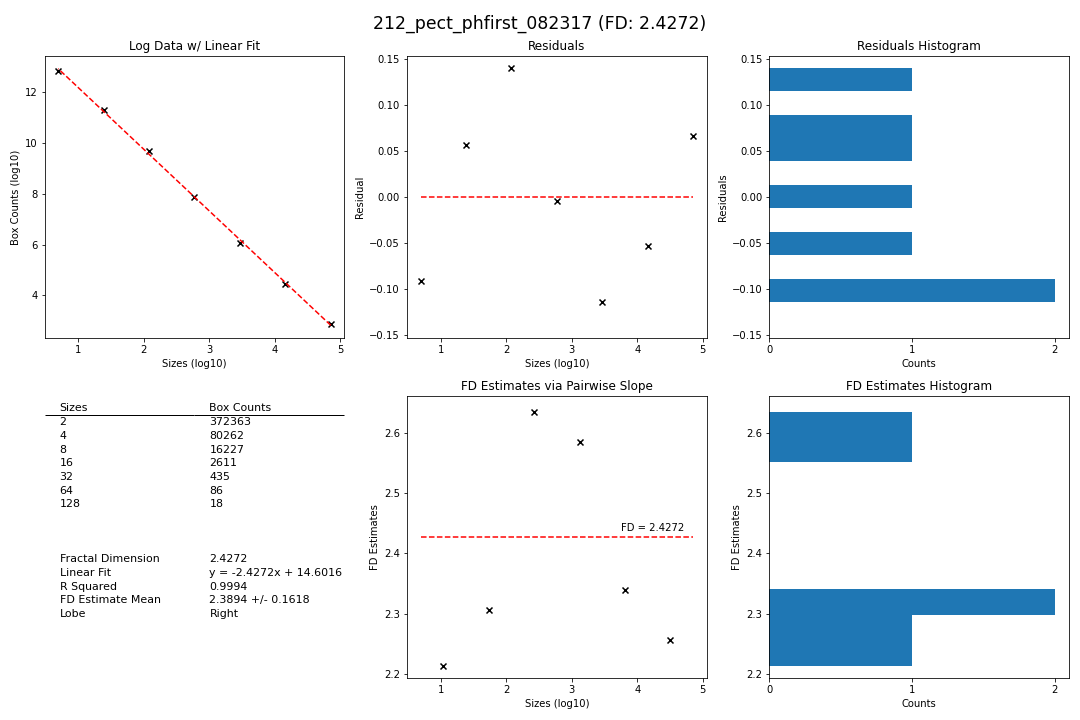 212_pect_phfirst_082317 (FD: 2.4272)
Log Data w/ Linear Fit
12
10
8
6
4
Box Counts (log10)
1 2 3 4 5
Sizes (log10)
Residuals
0.15
0.10
0.05
0.00
−0.05
−0.10
−0.15
Residual
1 2 3 4 5
Sizes (log10)
Residuals Histogram
0.15
0.10
0.05
0.00
−0.05
−0.10
−0.15
Residuals
0 1 2
Counts
Sizes Box Counts
2 372363
4 80262
8 16227
16 2611
32 435
64 86
128 18
Fractal Dimension 2.4272
Linear Fit y = -2.4272x + 14.6016
R Squared 0.9994
FD Estimate Mean 2.3894 +/- 0.1618
Lobe Right
FD Estimates via Pairwise Slope
2.6
2.5
2.4
2.3
2.2
FD Estimates
FD = 2.4272
1 2 3 4 5
Sizes (log10)
FD Estimates Histogram
2.6
2.5
2.4
2.3
2.2
FD Estimates
0 1 2
Counts